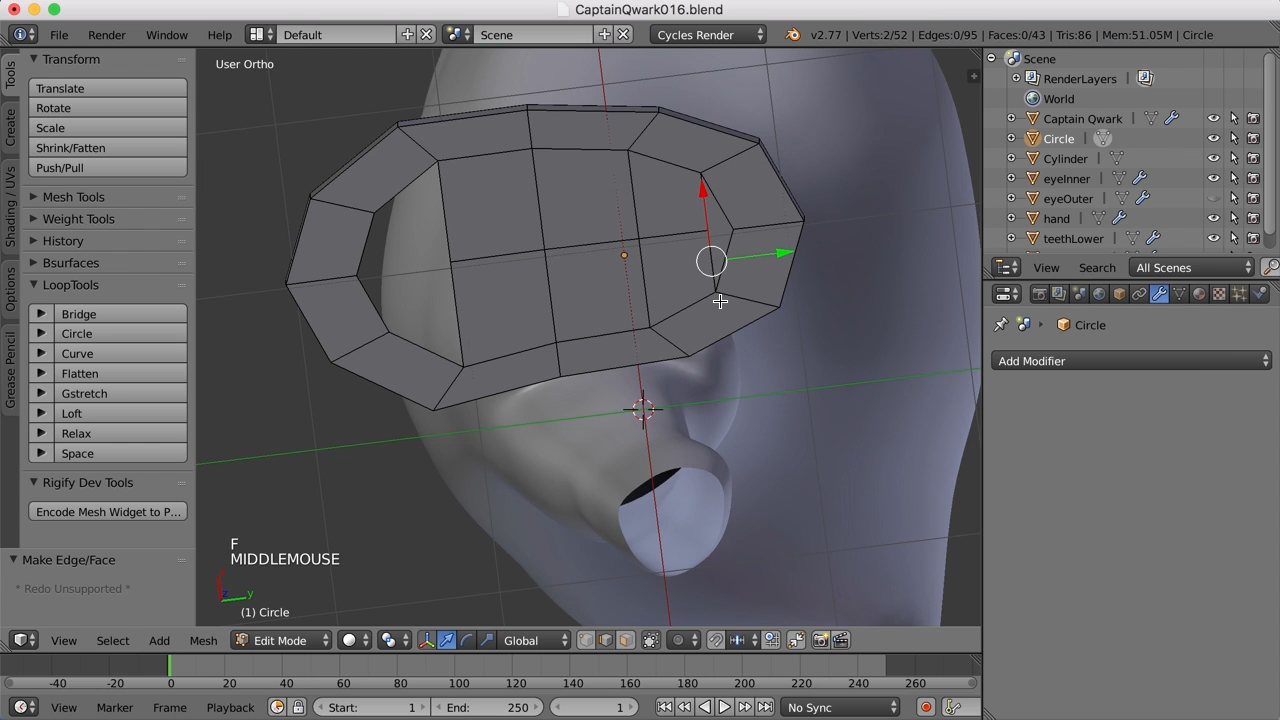 CaptainQwark016.blend
File Render Window Help Default Scene Cycles Render v2.77 | Verts:2/52 | Edges:0/95 | Faces:0/43 | Tris:86 | Mem:51.05M | Circle
Tools
Create
Shading / UVs
Options
Grease Pencil
Transform
Translate
Rotate
Scale
Shrink/Fatten
Push/Pull
Mesh Tools
Weight Tools
History
Bsurfaces
LoopTools
Bridge
Circle
Curve
Flatten
Gstretch
Loft
Relax
Space
Rigify Dev Tools
Encode Mesh Widget to P...
Make Edge/Face
* Redo Unsupported *
User Ortho
F
MIDDLEMOUSE
z y
(1) Circle
View Select Add Mesh Edit Mode Global
Scene
RenderLayers
World
Captain Qwark
Circle
Cylinder
eyeInner
eyeOuter
hand
teethLower
View Search All Scenes
Circle
Add Modifier
-40 -20 0 20 40 60 80 100 120 140 160 180 200 220 240 260
View Marker Frame Playback Start: 1 End: 250 1 No Sync